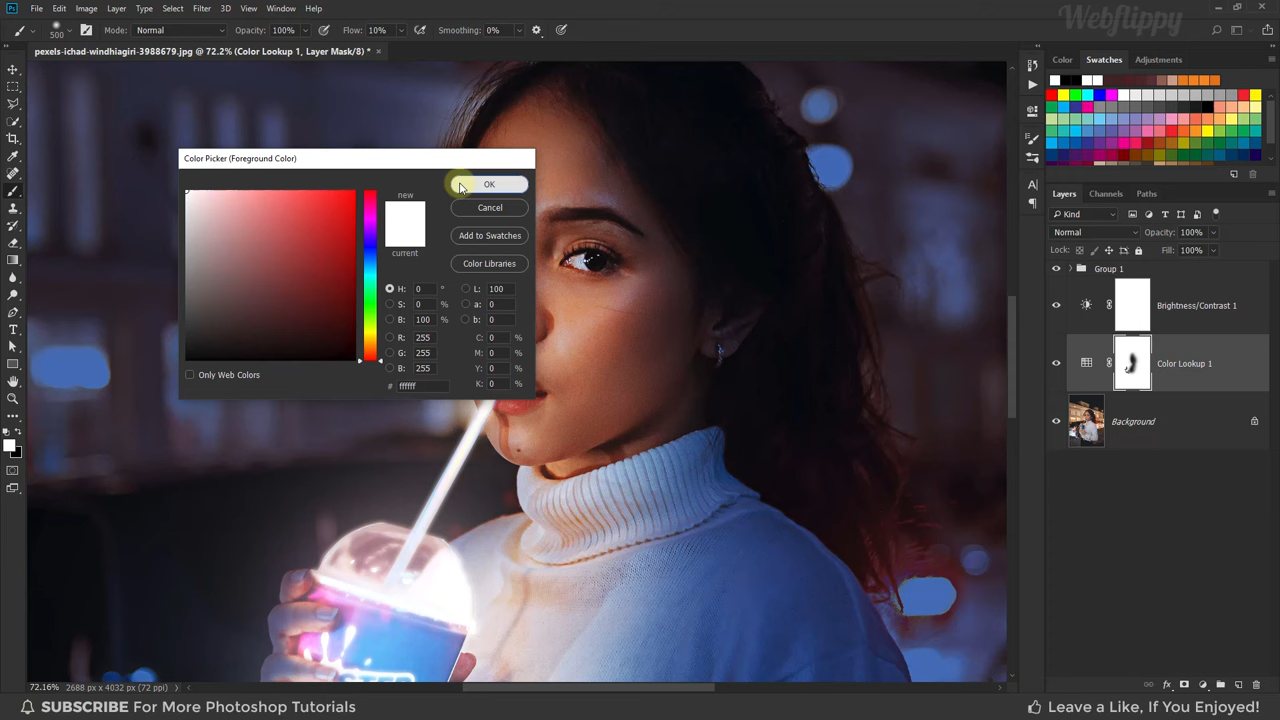 Ps File Edit Image Layer Type Select Filter 3D View Window Help
Webflippy
500 Mode: Normal Opacity: 100% Flow: 10% Smoothing: 0%
pexels-ichad-windhiagiri-3988679.jpg @ 72.2% (Color Lookup 1, Layer Mask/8) * ×
Color Swatches Adjustments
Color Picker (Foreground Color)
new
current
OK
Cancel
Add to Swatches
Color Libraries
H: 0 ° L: 100
S: 0 % a: 0
B: 100 % b: 0
R: 255 C: 0 %
G: 255 M: 0 %
B: 255 Y: 0 %
# ffffff K: 0 %
Only Web Colors
Layers Channels Paths
Kind
Normal Opacity: 100%
Lock: Fill: 100%
Group 1
Brightness/Contrast 1
Color Lookup 1
Background
72.16% 2688 px x 4032 px (72 ppi)
SUBSCRIBE For More Photoshop Tutorials
Leave a Like, If You Enjoyed!